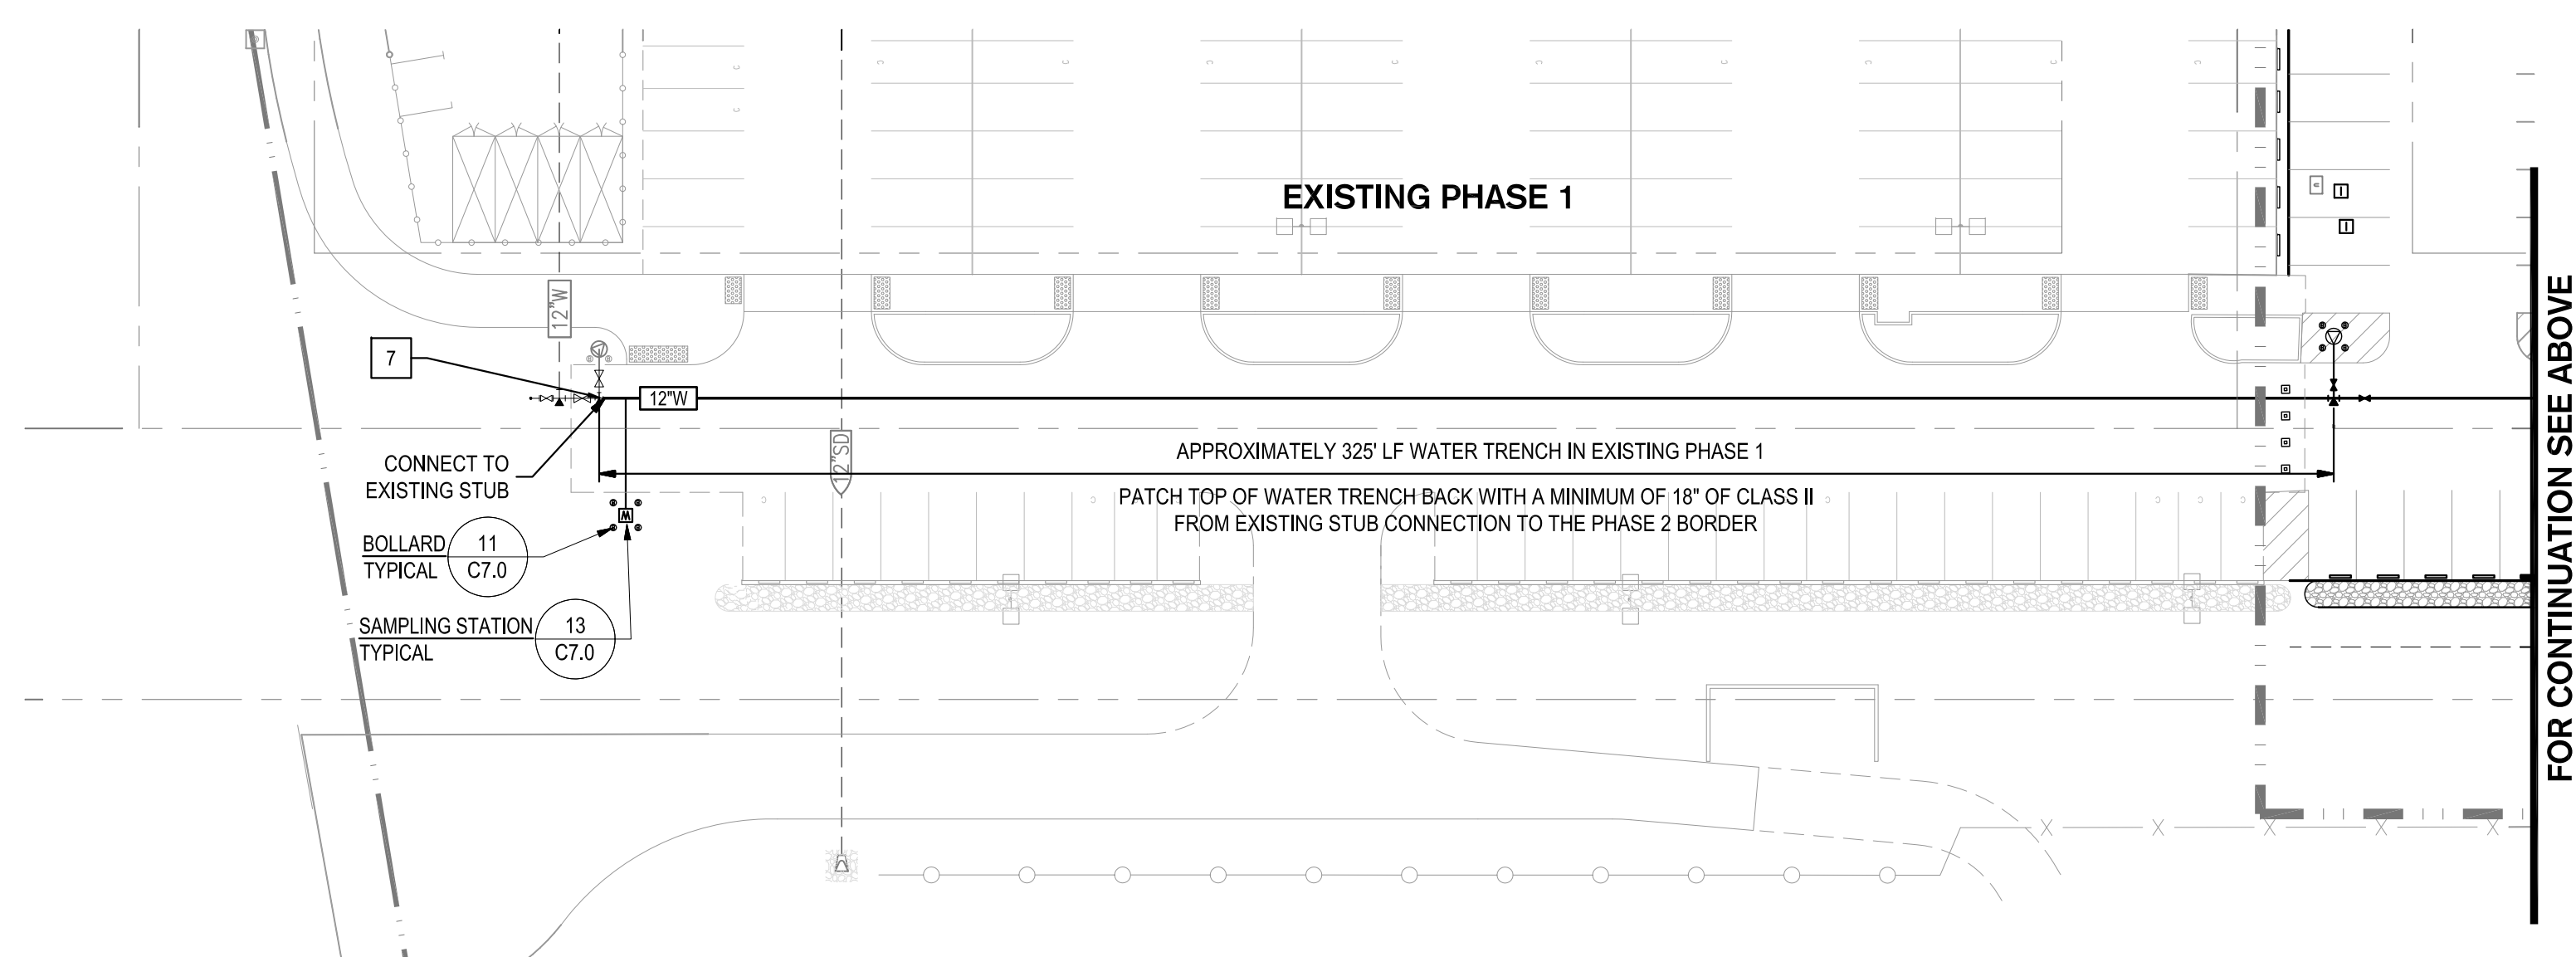 EXISTING PHASE 1
12"W
7
12"W
12"SD
CONNECT TO
EXISTING STUB
APPROXIMATELY 325' LF WATER TRENCH IN EXISTING PHASE 1
PATCH TOP OF WATER TRENCH BACK WITH A MINIMUM OF 18" OF CLASS II
FROM EXISTING STUB CONNECTION TO THE PHASE 2 BORDER
BOLLARD
TYPICAL
11
C7.0
SAMPLING STATION
TYPICAL
13
C7.0
FOR CONTINUATION SEE ABOVE